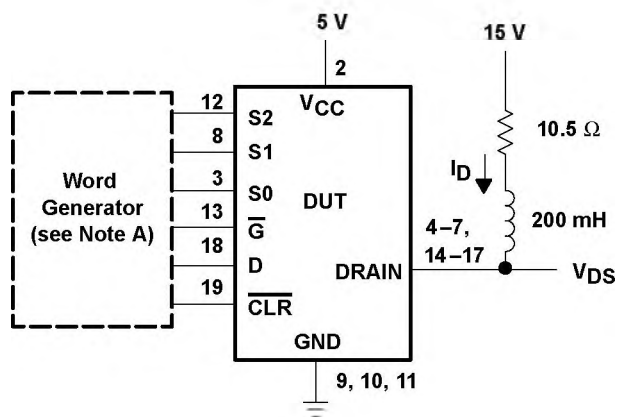 5 V
15 V
2
VCC
12
S2
8
S1
3
S0
13
G
18
D
19
CLR
Word
Generator
(see Note A)
DUT
DRAIN
GND
9, 10, 11
4–7,
14–17
ID
10.5 Ω
200 mH
VDS